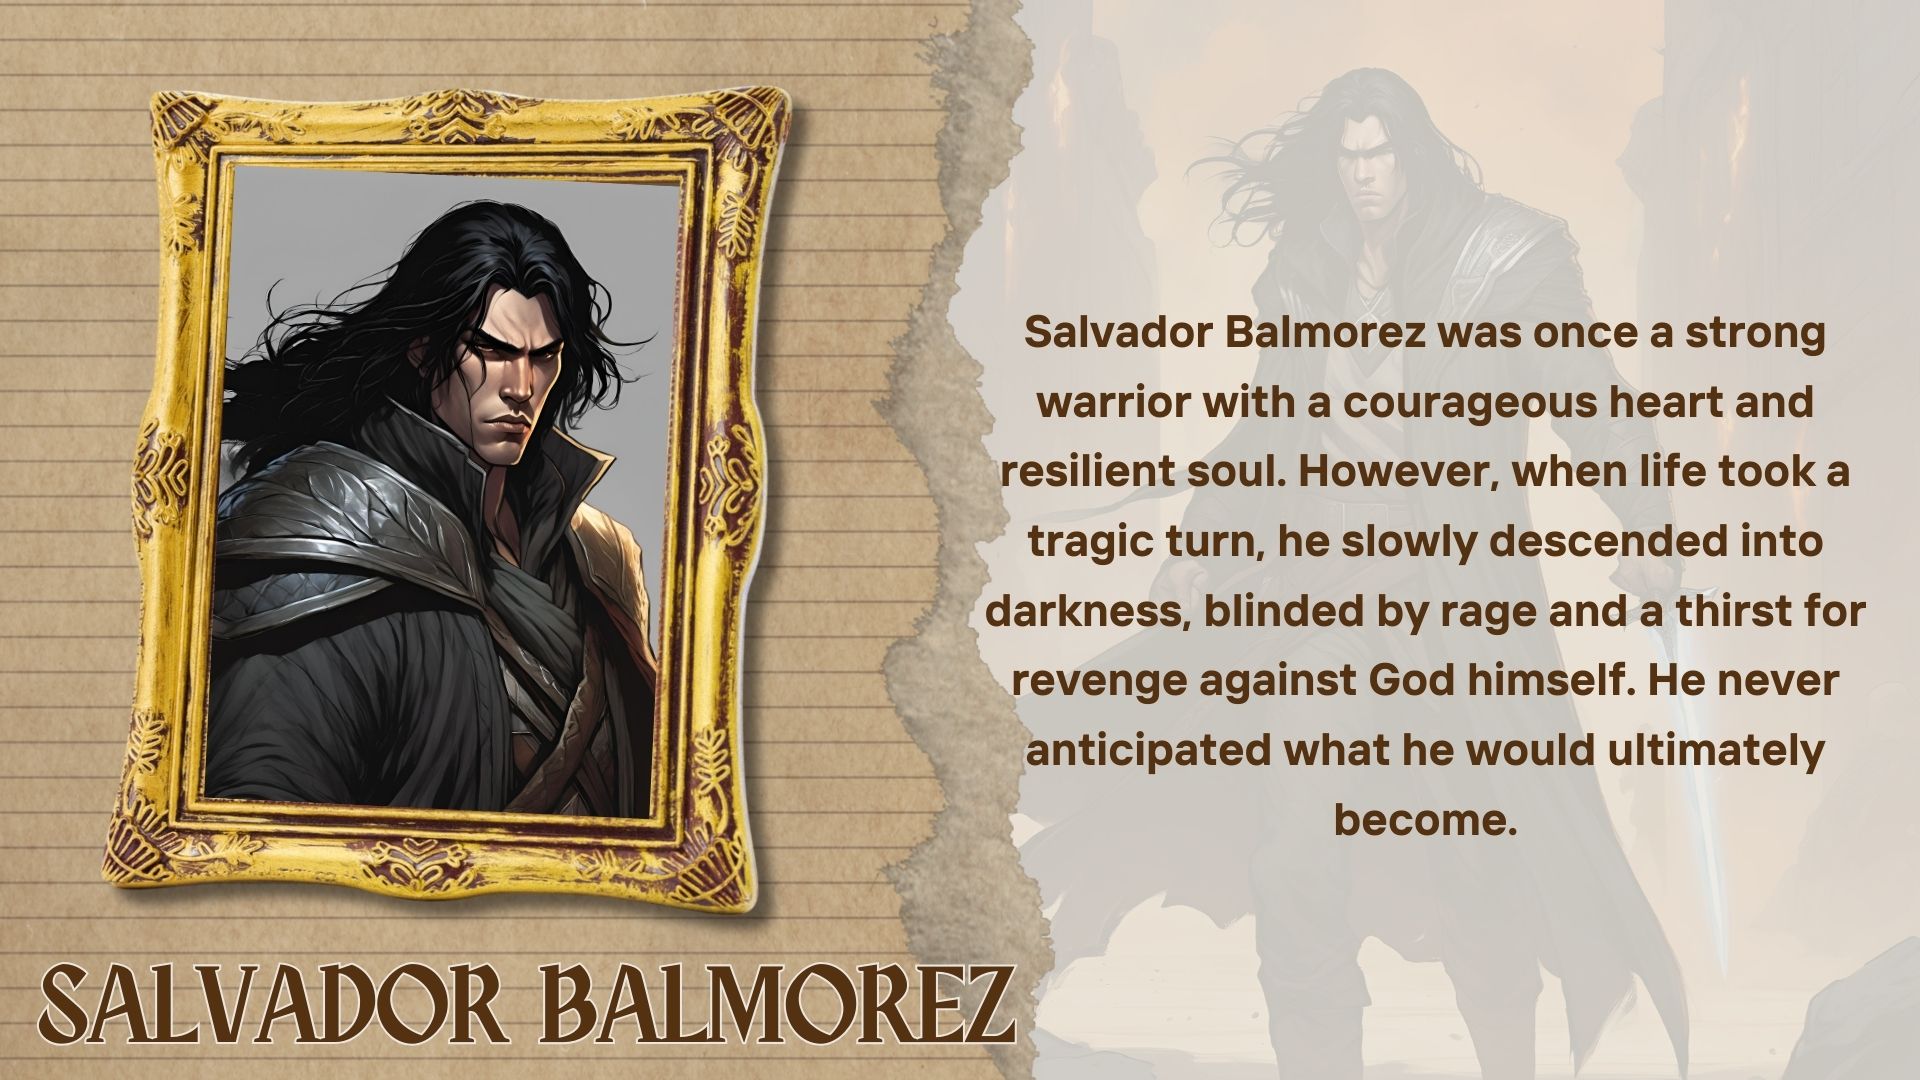 Salvador Balmorez was once a strong
warrior with a courageous heart and
resilient soul. However, when life took a
tragic turn, he slowly descended into
darkness, blinded by rage and a thirst for
revenge against God himself. He never
anticipated what he would ultimately
become.
SALVADOR BALMOREZ